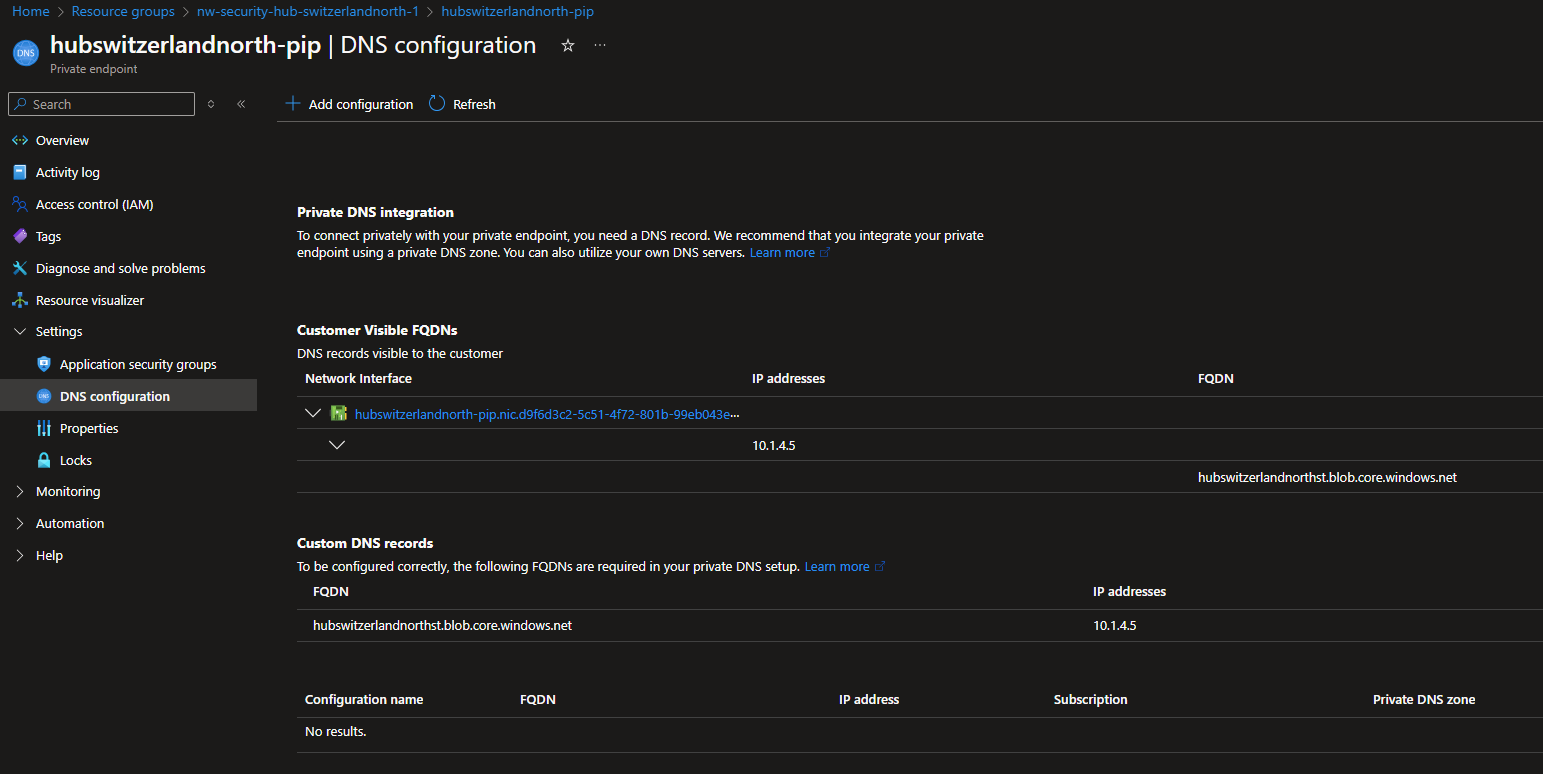 Home > Resource groups > nw-security-hub-switzerlandnorth-1 > hubswitzerlandnorth-pip
DNS
hubswitzerlandnorth-pip | DNS configuration
Private endpoint
Search
Add configuration
Refresh
Overview
Activity log
Access control (IAM)
Tags
Diagnose and solve problems
Resource visualizer
Settings
Application security groups
DNS configuration
Properties
Locks
Monitoring
Automation
Help
Private DNS integration
To connect privately with your private endpoint, you need a DNS record. We recommend that you integrate your private
endpoint using a private DNS zone. You can also utilize your own DNS servers. Learn more
Customer Visible FQDNs
DNS records visible to the customer
Network Interface IP addresses FQDN
hubswitzerlandnorth-pip.nic.d9f6d3c2-5c51-4f72-801b-99eb043e...
10.1.4.5
hubswitzerlandnorthst.blob.core.windows.net
Custom DNS records
To be configured correctly, the following FQDNs are required in your private DNS setup. Learn more
FQDN IP addresses
hubswitzerlandnorthst.blob.core.windows.net 10.1.4.5
Configuration name FQDN IP address Subscription Private DNS zone
No results.